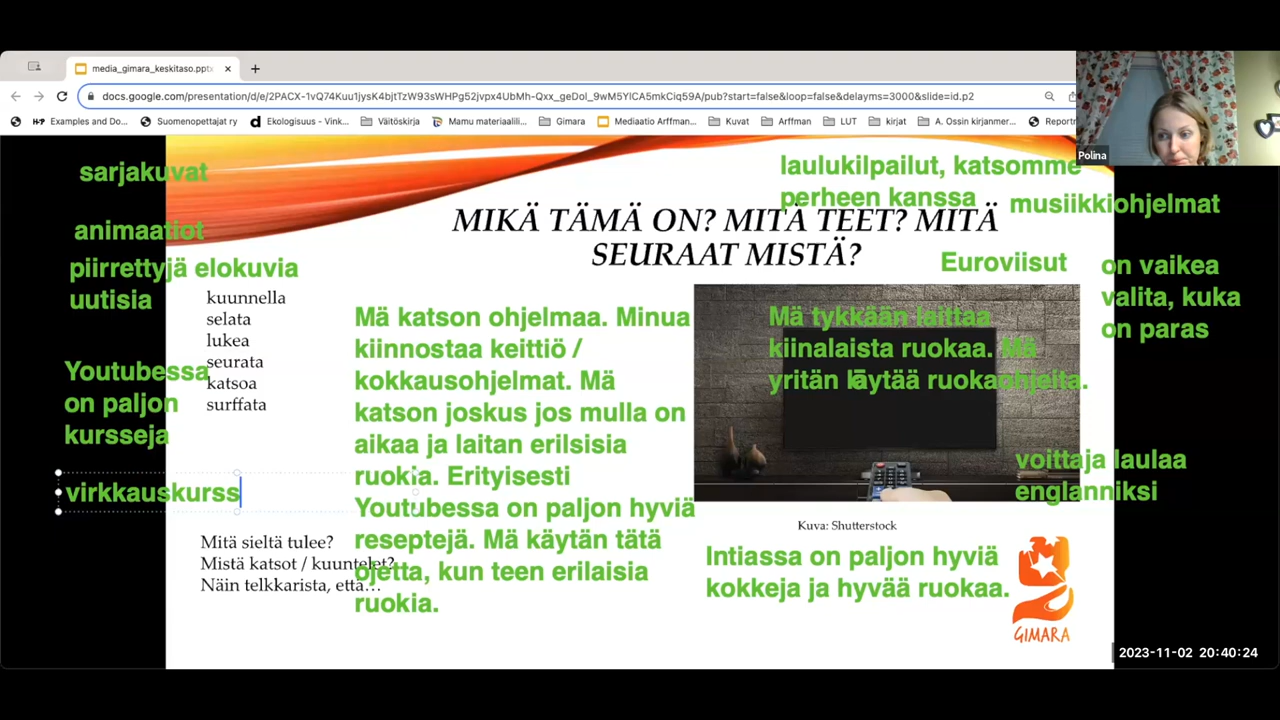 media_gimara_keskitaso.pptx
docs.google.com/presentation/d/e/2PACX-1vQ74Kuu1jysK4bjtTzW93sWHPg52jvpx4UbMh-Qxx_geDol_9wM5YlCA5mkCiq59A/pub?start=false&loop=false&delayms=3000&slide=id.p2
Examples and Do... Suomenopettajat ry Ekologisuus - Vink... Väitöskirja Mamu materiaalili... Gimara Mediaatio Arffman... Kuvat Arffman LUT kirjat A. Ossin kirjanmer... Reportn
Polina
sarjakuvat
animaatiot
piirrettyjä elokuvia
uutisia
Youtubessa
on paljon
kursseja
virkkauskurss
laulukilpailut, katsomme
perheen kanssa
musiikkiohjelmat
MIKÄ TÄMÄ ON? MITÄ TEET? MITÄ
SEURAAT MISTÄ?
Euroviisut
on vaikea
valita, kuka
on paras
kuunnella
selata
lukea
seurata
katsoa
surffata
Mä katson ohjelmaa. Minua
kiinnostaa keittiö /
kokkausohjelmat. Mä
katson joskus jos mulla on
aikaa ja laitan erilsisia
ruokia. Erityisesti
Youtubessa on paljon hyviä
reseptejä. Mä käytän tätä
ojetta, kun teen erilaisia
ruokia.
Mä tykkään laittaa
kiinalaista ruokaa. Mä
yritän läytää ruokaohjeita.
voittaja laulaa
englanniksi
Kuva: Shutterstock
Mitä sieltä tulee?
Mistä katsot / kuuntelet?
Näin telkkarista, että...
Intiassa on paljon hyviä
kokkeja ja hyvää ruokaa.
GIMARA
2023-11-02 20:40:24